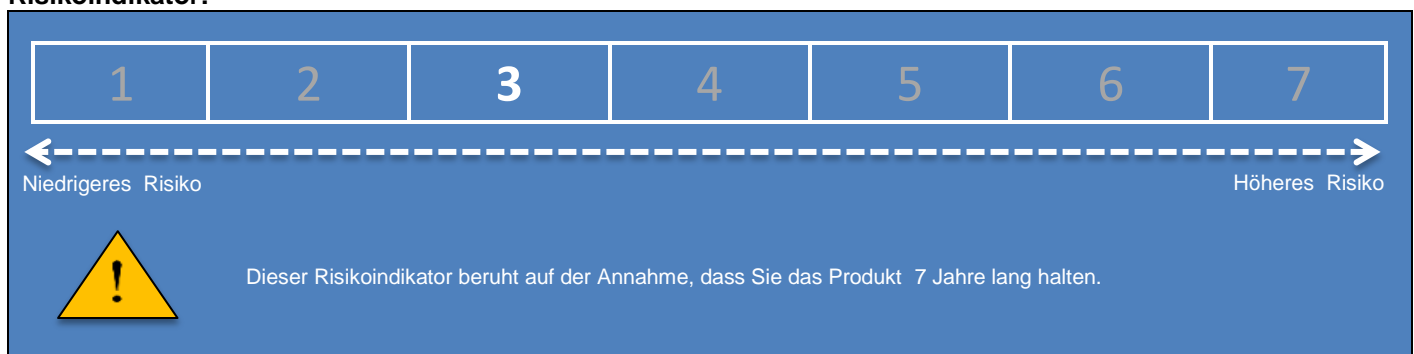 Risikoindikator:
1 2 3 4 5 6 7
Niedrigeres Risiko Höheres Risiko
!
Dieser Risikoindikator beruht auf der Annahme, dass Sie das Produkt 7 Jahre lang halten.